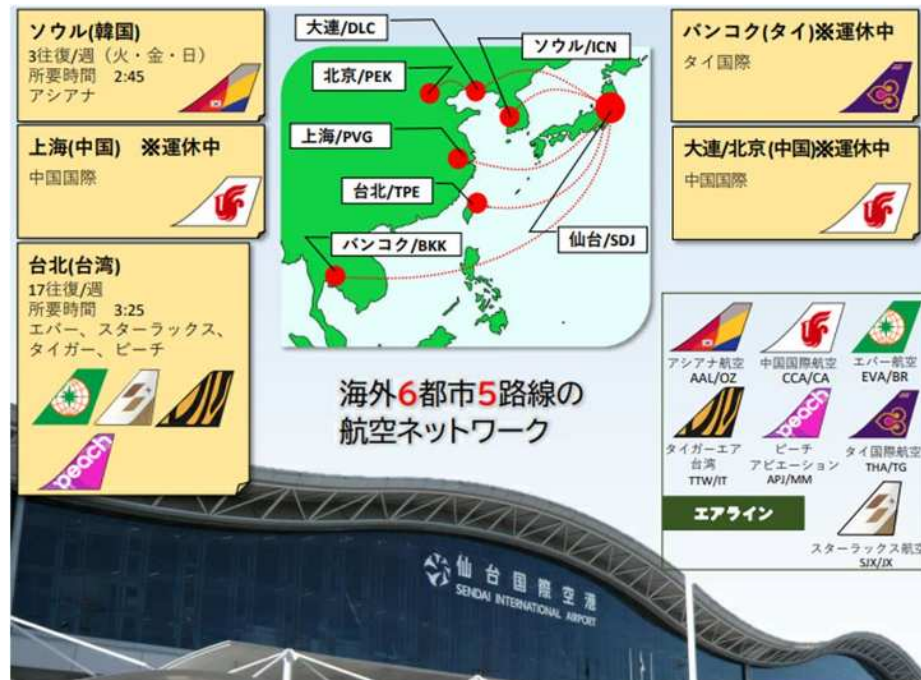 ソウル(韓国)
3往復/週（火・金・日）
所要時間　2:45
アシアナ
上海(中国)　※運休中
中国国際
台北(台湾)
17往復/週
所要時間　3:25
エバー、スターラックス、
タイガー、ピーチ
peach
大連/DLC
ソウル/ICN
北京/PEK
上海/PVG
台北/TPE
バンコク/BKK
仙台/SDJ
海外6都市5路線の
航空ネットワーク
バンコク(タイ)※運休中
タイ国際
大連/北京(中国)※運休中
中国国際
アシアナ航空
AAL/OZ
中国国際航空
CCA/CA
エバー航空
EVA/BR
タイガーエア
台湾
TTW/IT
peach
ピーチ
アビエーション
APJ/MM
タイ国際航空
THA/TG
エアライン
スターラックス航空
SJX/JX
仙台国際空港
SENDAI INTERNATIONAL AIRPORT